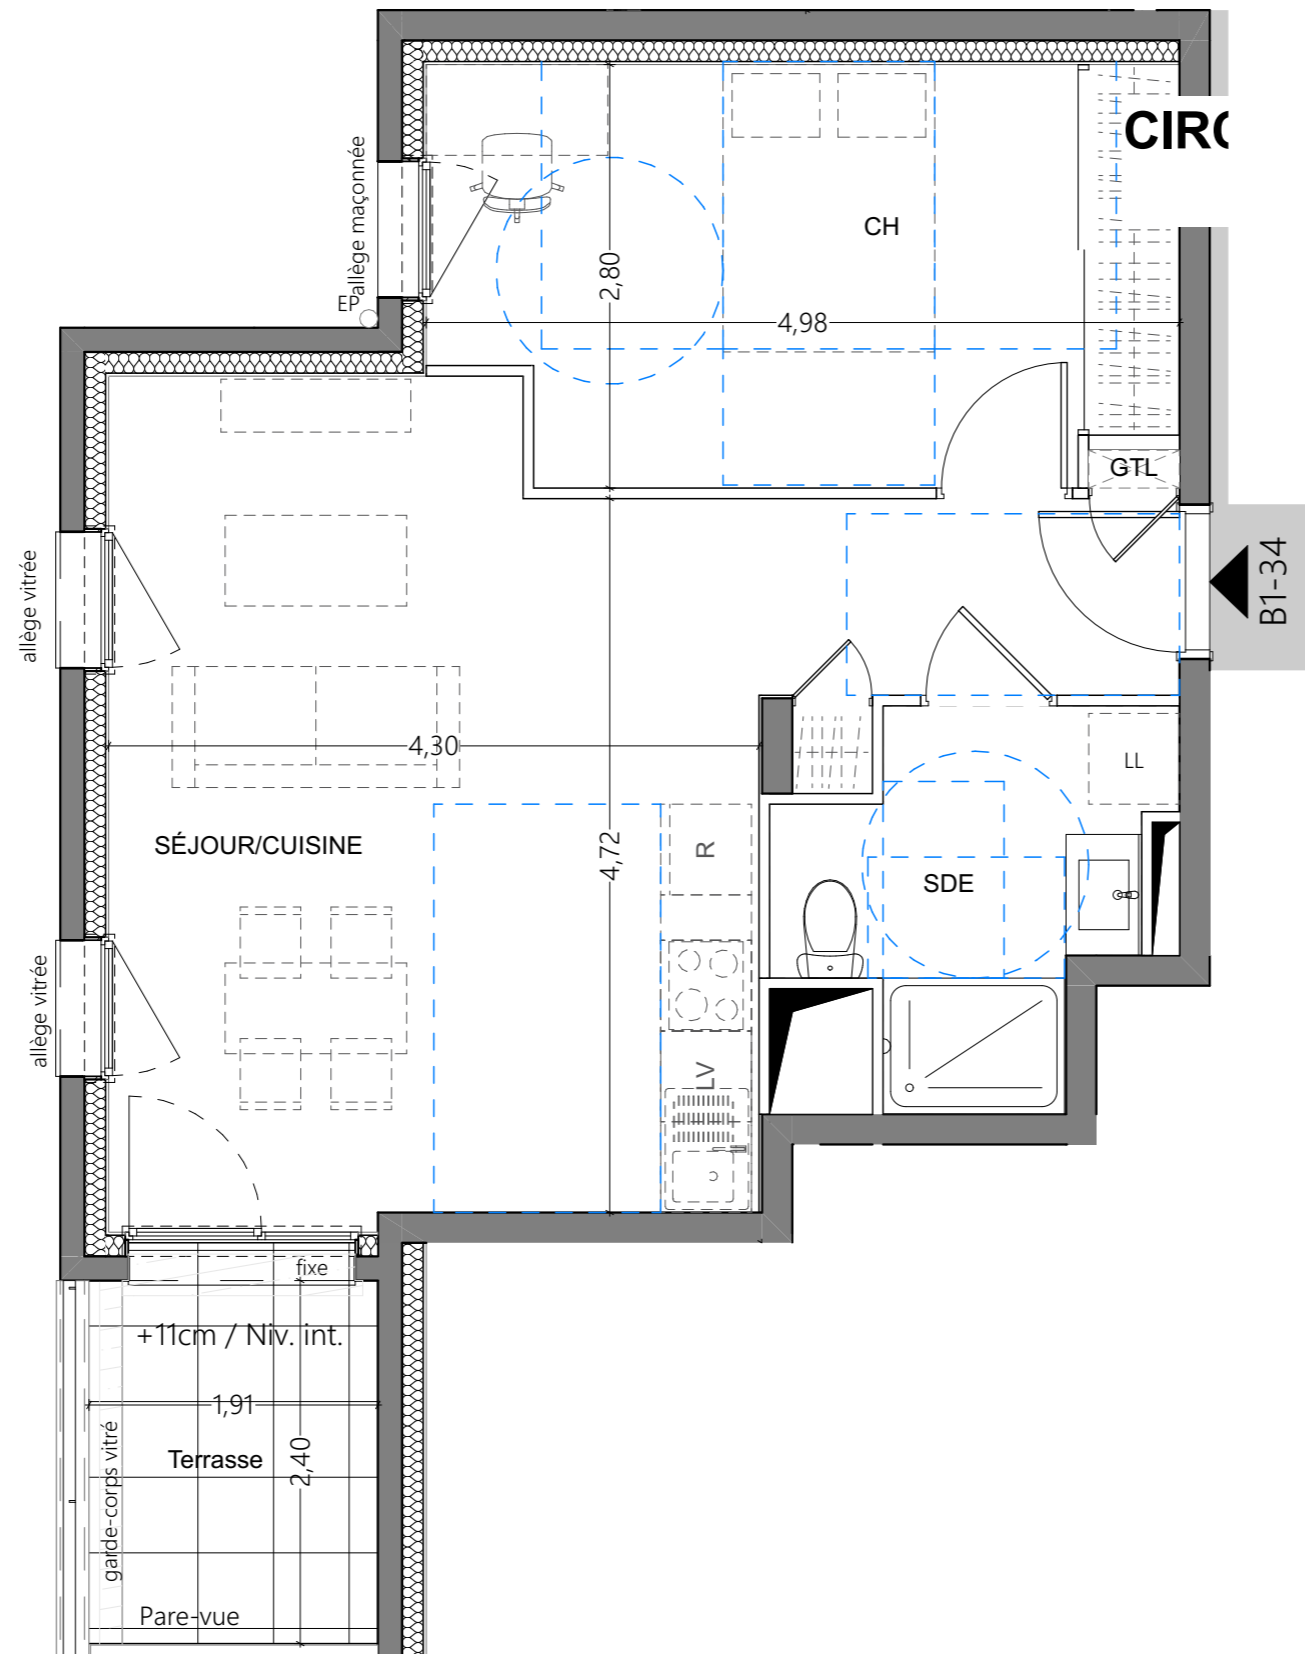 CIRC
allège maçonnée
CH
2,80
EP
4,98
GTL
B1-34
allège vitrée
4,30
LL
SÉJOUR/CUISINE
4,72
R
SDE
allège vitrée
LV
fixe
+11cm / Niv. int.
1,91
Terrasse
2,40
garde-corps vitré
Pare-vue